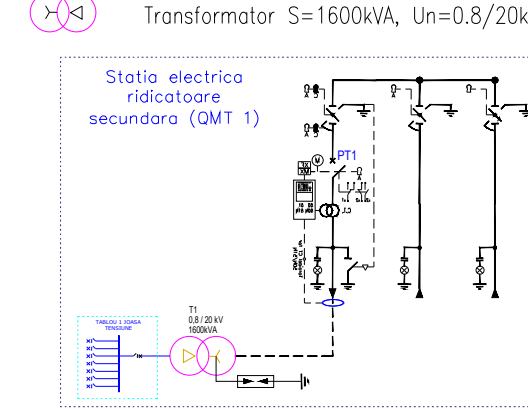 Transformator S=1600kVA, Un=0.8/20k
Statia electrica
ridicatoare
secundara (QMT 1)
PT1
M
T1
0,8 / 20 kV
1600kVA
TABLOU 1 JOASA
TENSIUNE